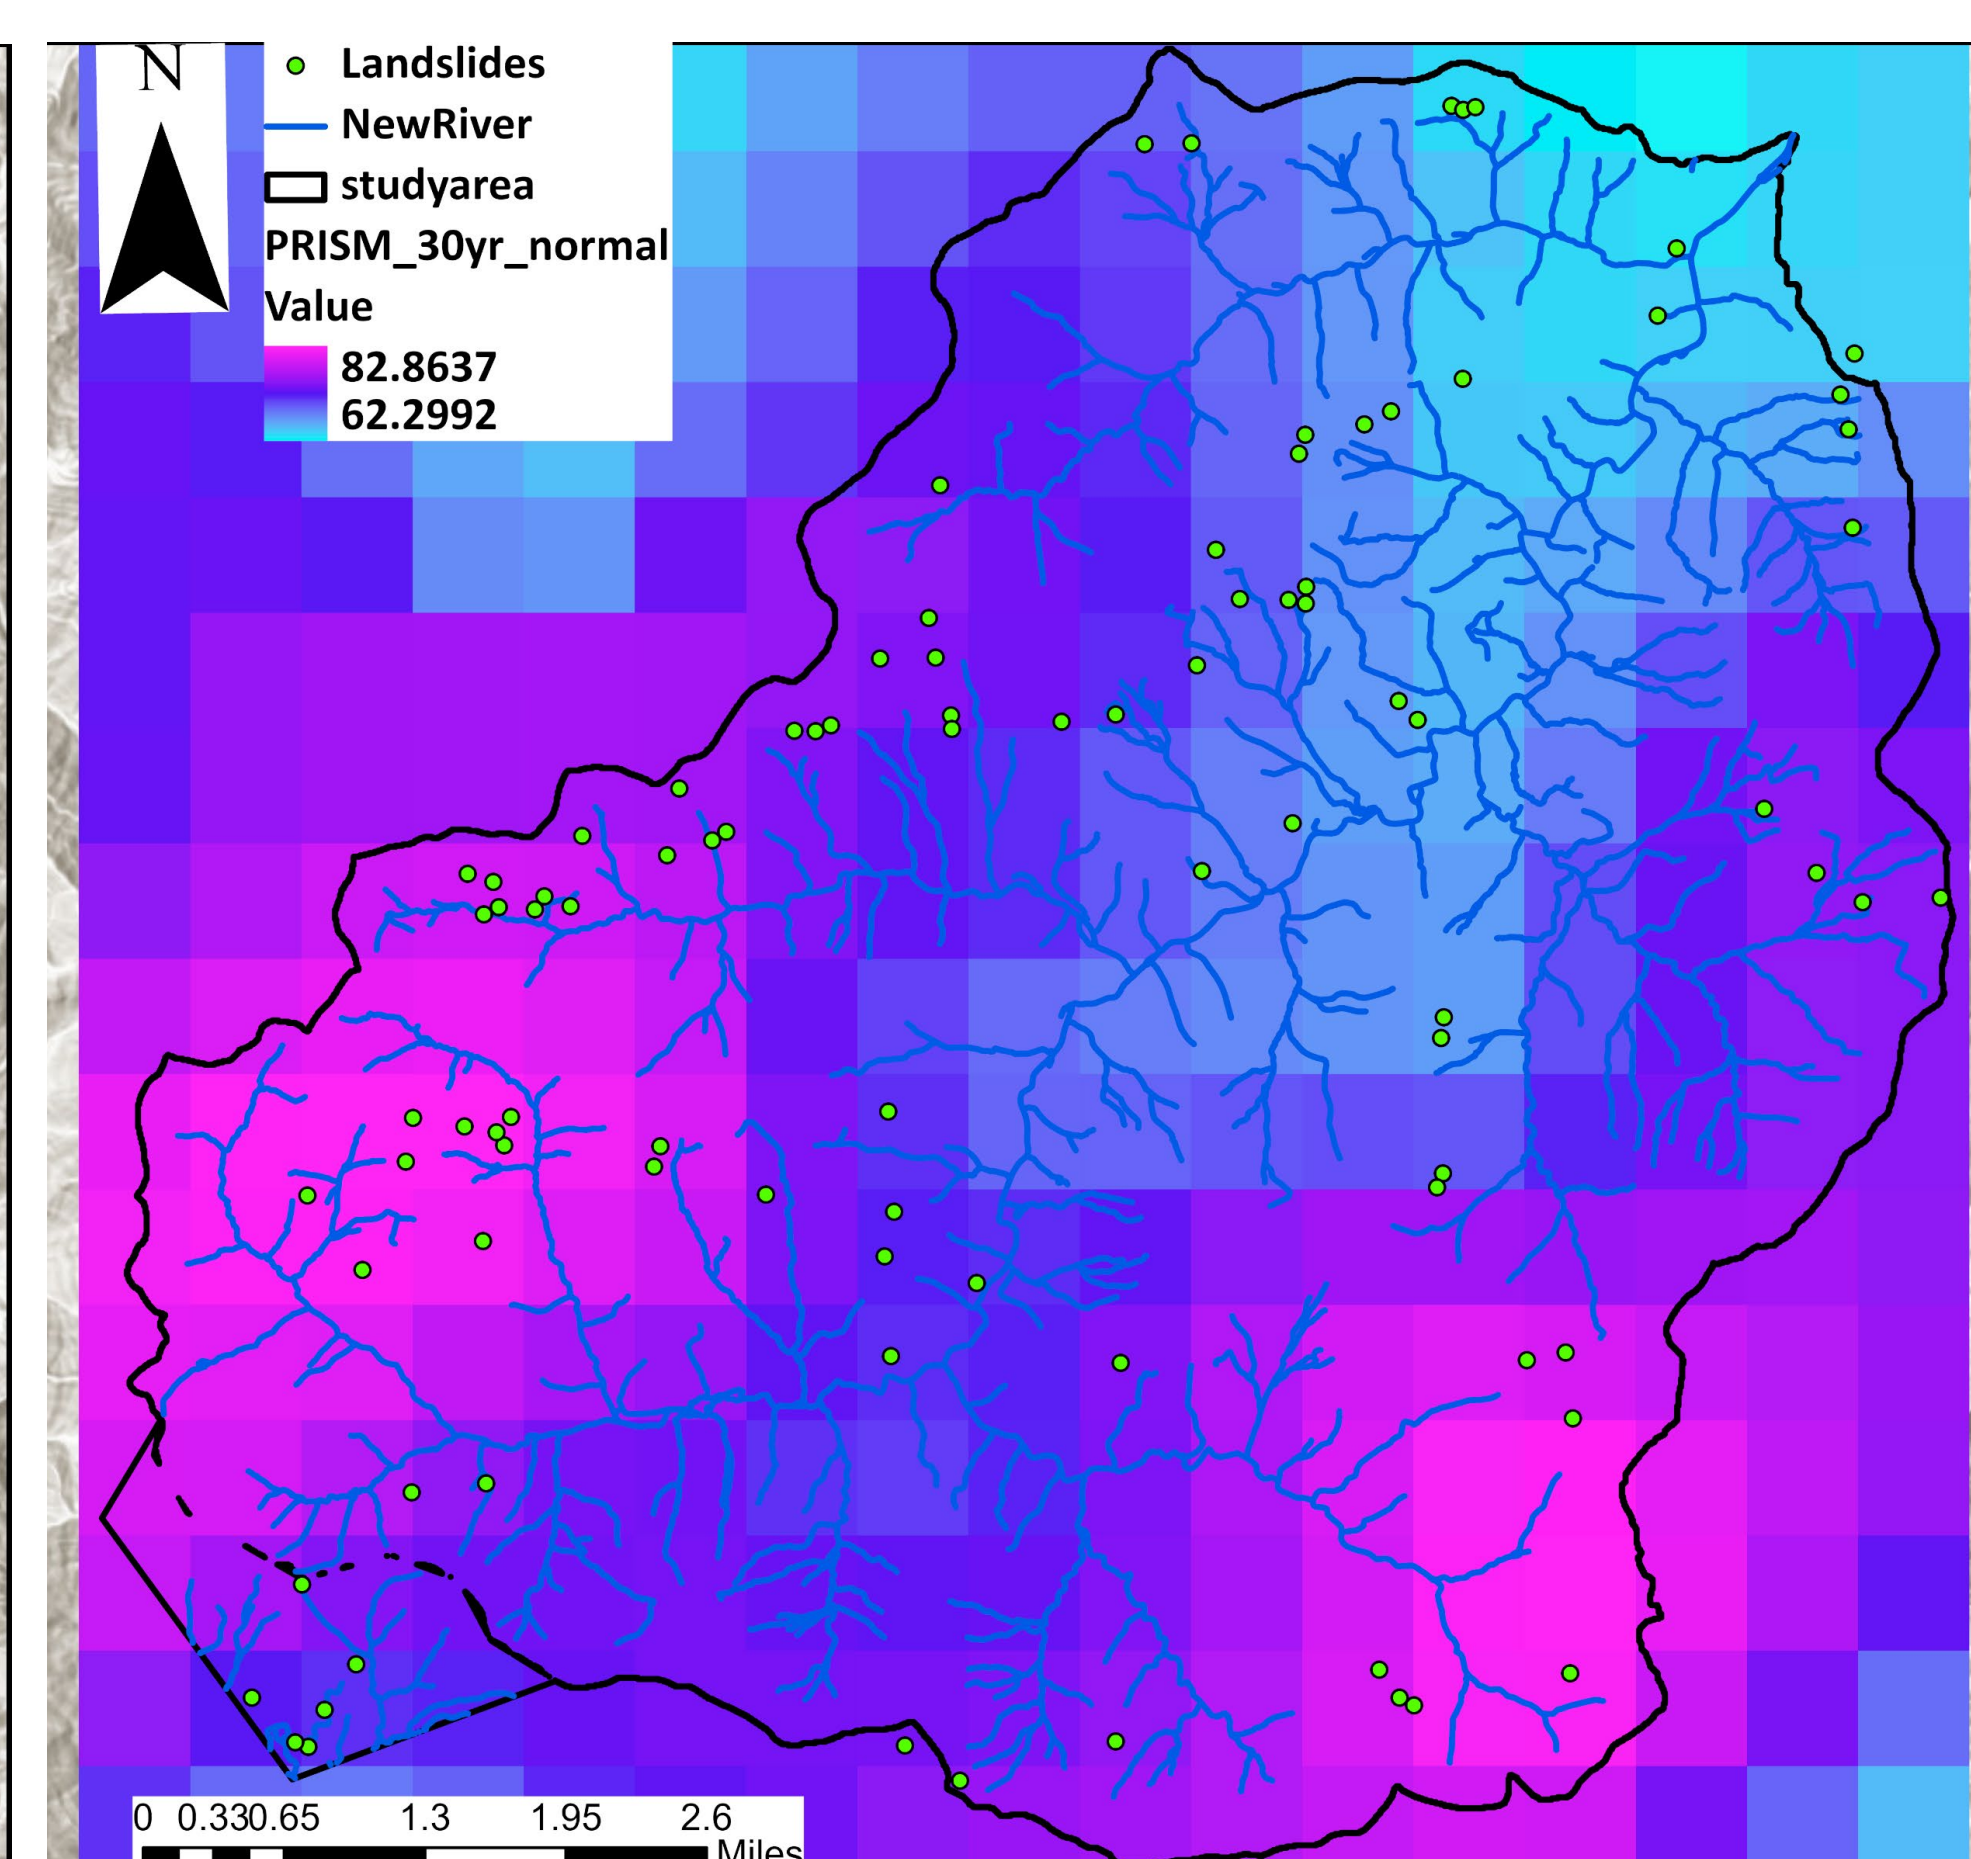 N
Landslides
NewRiver
studyarea
PRISM_30yr_normal
Value
82.8637
62.2992
0 0.330.65 1.3 1.95 2.6
Miles